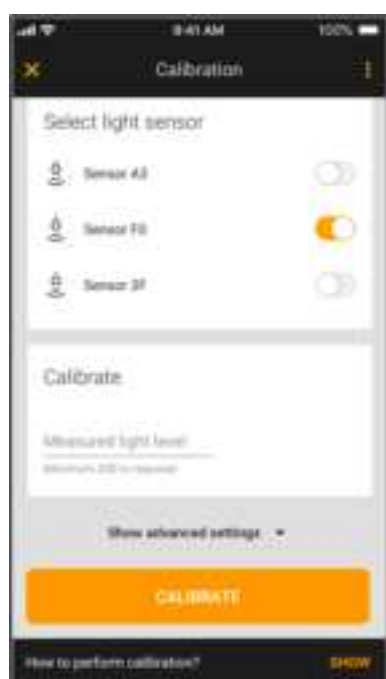 9:41 AM 100%
Calibration
Select light sensor
Sensor A3
Sensor F0
Sensor 3F
Calibrate
Measured light level
Show advanced settings
CALIBRATE
How to perform calibration? SHOW